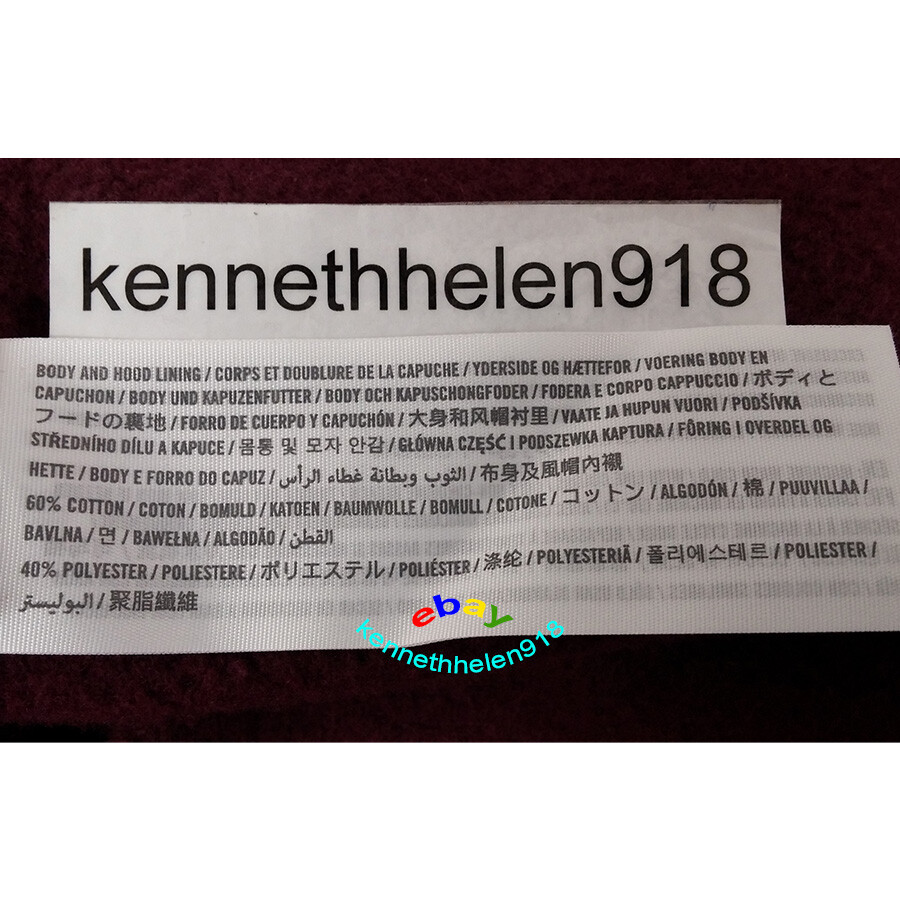 kennethhelen918
BODY AND HOOD LINING / CORPS ET DOUBLURE DE LA CAPUCHE / YDERSIDE OG HÆTTEFOR / VOERING BODY EN
CAPUCHON / BODY UND KAPUZENFUTTER / BODY OCH KAPUSCHONGFODER / FODERA E CORPO CAPPUCCIO / ボディと
フードの裏地 / FORRO DE CUERPO Y CAPUCHÓN / 大身和风帽衬里 / VAATE JA HUPUN VUORI / PODŠÍVKA
STŘEDNÍHO DÍLU A KAPUCE / 몸통 및 모자 안감 / GŁÓWNA CZĘŚĆ I PODSZEWKA KAPTURA / FÔRING I OVERDEL OG
HETTE / BODY E FORRO DO CAPUZ / الثوب وبطانة غطاء الرأس / 布身及風帽內襯
60% COTTON / COTON / BOMULD / KATOEN / BAUMWOLLE / BOMULL / COTONE / コットン / ALGODÓN / 棉 / PUUVILLAA /
BAVLNA / 면 / BAWEŁNA / ALGODÃO / القطن
40% POLYESTER / POLIESTERE / ポリエステル / POLIÉSTER / 涤纶 / POLYESTERIÄ / 폴리에스테르 / POLIESTER /
البوليستر / 聚脂纖維
ebay
kennethhelen918